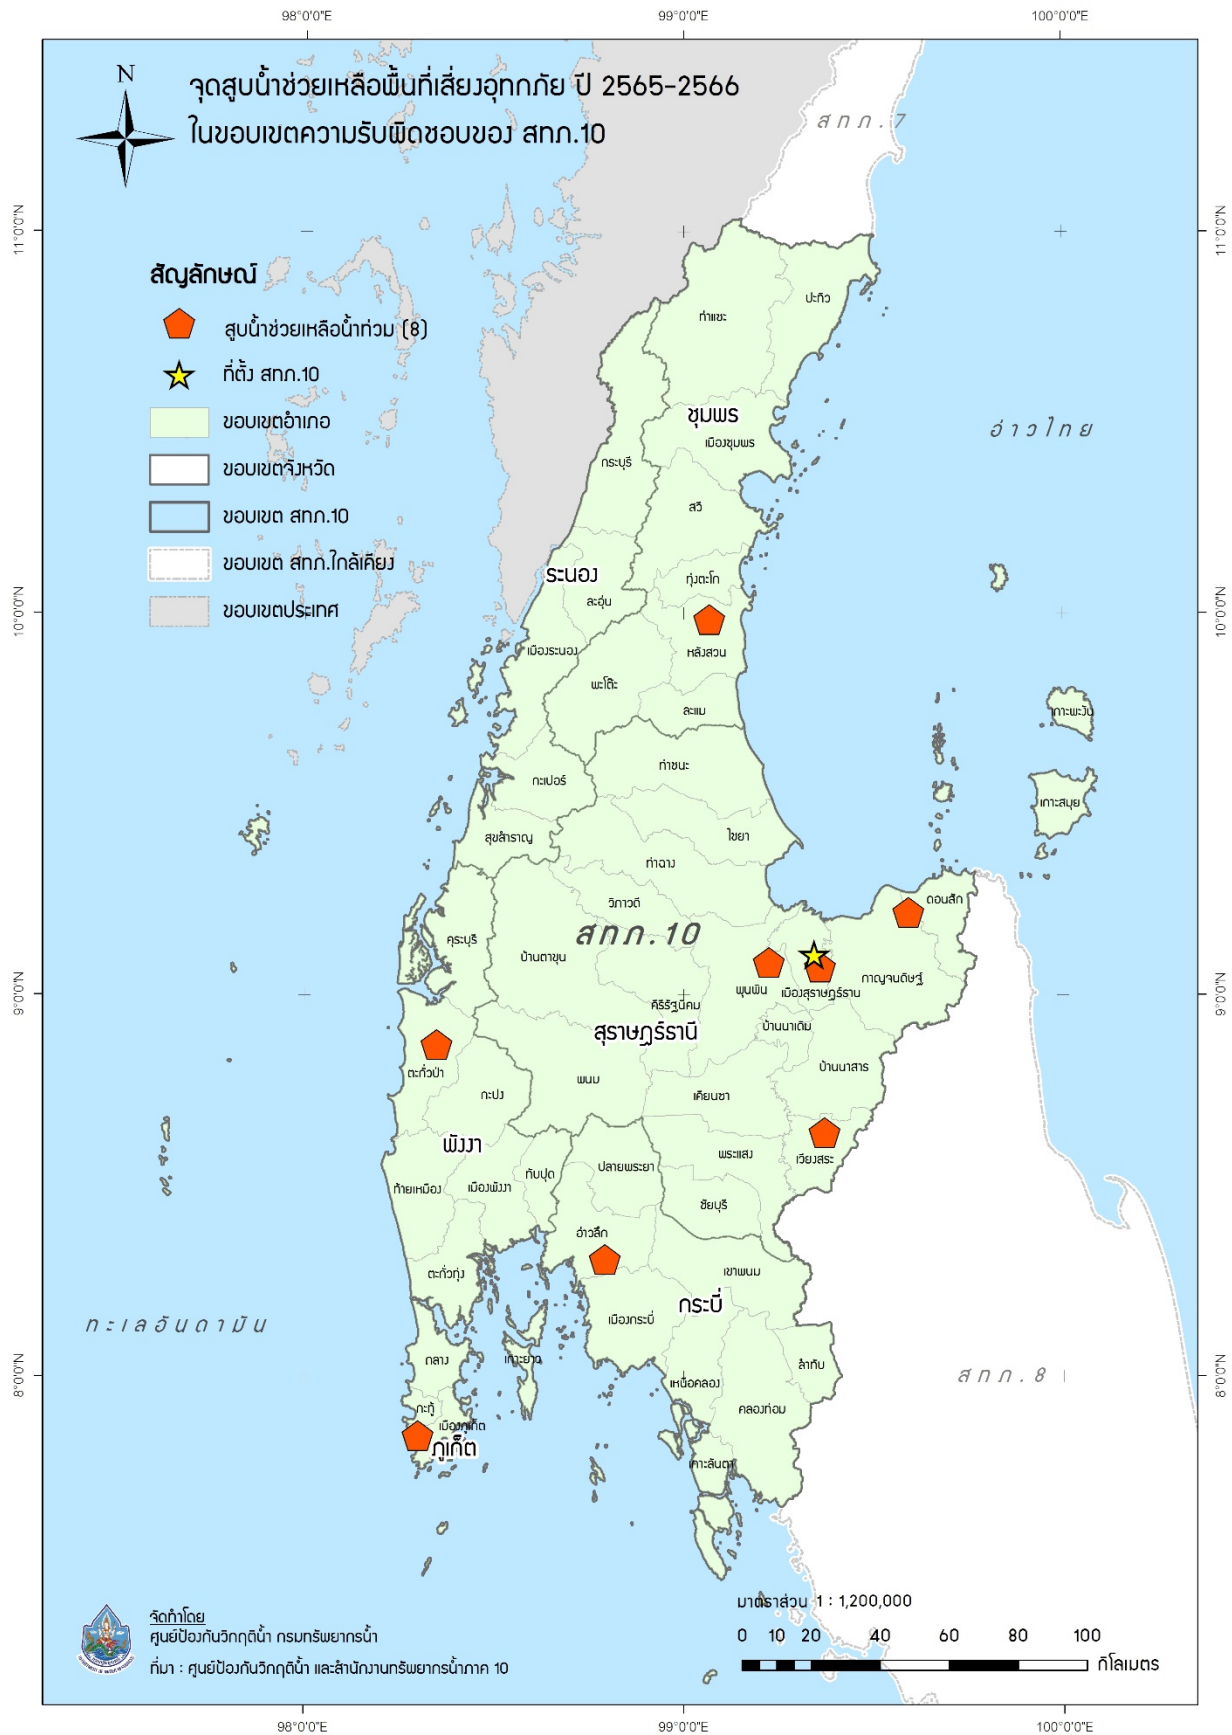 98°0'0"E
99°0'0"E
100°0'0"E
N
จุดสูบน้ำช่วยเหลือพื้นที่เสี่ยงอุทกภัย ปี 2565-2566
ในขอบเขตความรับผิดชอบของ สทภ.10
สทภ.7
11°0'0"N
11°0'0"N
สัญลักษณ์
สูบน้ำช่วยเหลือน้ำท่วม (8)
ที่ตั้ง สทภ.10
ขอบเขตอำเภอ
ขอบเขตจังหวัด
ขอบเขต สทภ.10
ขอบเขต สทภ.ใกล้เคียง
ขอบเขตประเทศ
ปะทิว
ท่าแซะ
ชุมพร
เมืองชุมพร
อ่าวไทย
กระบุรี
สวี
ระนอง
ทุ่งตะโก
ละอุ่น
10°0'0"N
10°0'0"N
เมืองระนอง
หลังสวน
พะโต๊ะ
ละแม
เกาะพะงัน
ท่าชนะ
กะเปอร์
เกาะสมุย
สุขสำราญ
ไชยา
ท่าฉาง
วิภาวดี
ดอนสัก
สทภ.10
คุระบุรี
บ้านตาขุน
กาญจนดิษฐ์
พุนพิน
เมืองสุราษฎร์ธาน
9°0'0"N
9°0'0"N
คีรีรัฐนิคม
สุราษฎร์ธานี
บ้านนาเดิม
บ้านนาสาร
ตะกั่วป่า
พนม
กะปง
เคียนซา
พังงา
พระแสง
เวียงสระ
ปลายพระยา
ทับปุด
ท้ายเหมือง
เมืองพังงา
ชัยบุรี
อ่าวลึก
ตะกั่วทุ่ง
เขาพนม
กระบี่
เมืองกระบี่
ทะเลอันดามัน
ถลาง
เกาะยาว
ลำทับ
สทภ.8
8°0'0"N
8°0'0"N
เหนือคลอง
กะทู้
คลองท่อม
เมืองภูเก็ต
ภูเก็ต
เกาะลันตา
มาตราส่วน 1 : 1,200,000
0 10 20 40 60 80 100
กิโลเมตร
จัดทำโดย
ศูนย์ป้องกันวิกฤติน้ำ กรมทรัพยากรน้ำ
ที่มา : ศูนย์ป้องกันวิกฤติน้ำ และสำนักงานทรัพยากรน้ำภาค 10
98°0'0"E
99°0'0"E
100°0'0"E